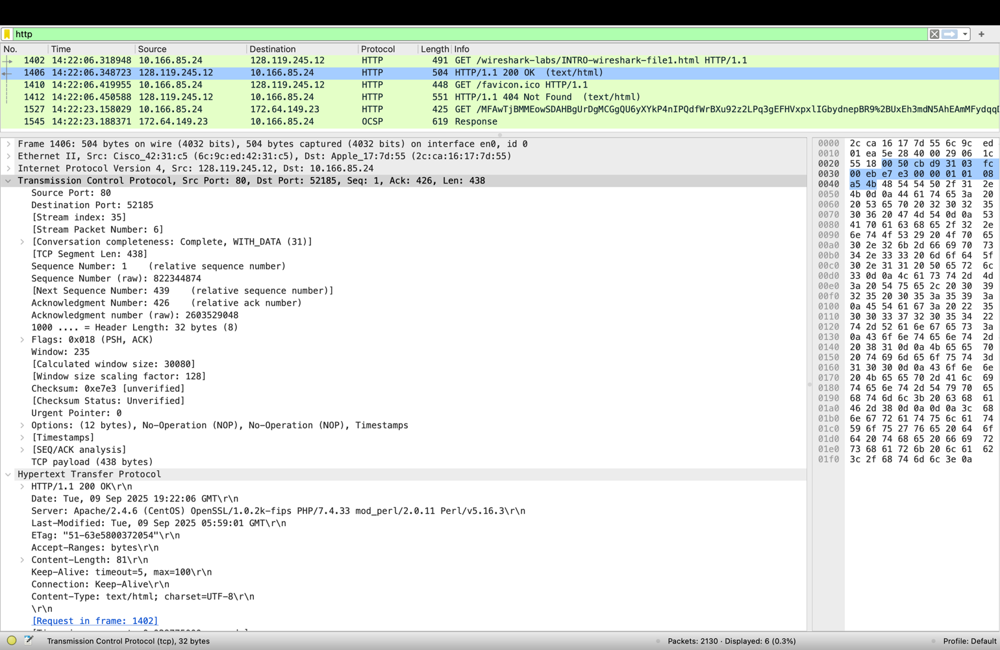 http
No. Time Source Destination Protocol Length Info
1402 14:22:06.318948 10.166.85.24 128.119.245.12 HTTP 491 GET /wireshark-labs/INTRO-wireshark-file1.html HTTP/1.1
1406 14:22:06.348723 128.119.245.12 10.166.85.24 HTTP 504 HTTP/1.1 200 OK (text/html)
1410 14:22:06.419955 10.166.85.24 128.119.245.12 HTTP 448 GET /favicon.ico HTTP/1.1
1412 14:22:06.450588 128.119.245.12 10.166.85.24 HTTP 551 HTTP/1.1 404 Not Found (text/html)
1527 14:22:23.158029 10.166.85.24 172.64.149.23 HTTP 425 GET
1545 14:22:23.188371 172.64.149.23 10.166.85.24 OCSP 619 Response
Frame 1406: 504 bytes on wire (4032 bits), 504 bytes captured (4032 bits) on interface en0, id 0
Ethernet II, Src: Cisco_42:31:c5 (6c:9c:ed:42:31:c5), Dst: Apple_17:7d:55 (2c:ca:16:17:7d:55)
Internet Protocol Version 4, Src: 128.119.245.12, Dst: 10.166.85.24
Transmission Control Protocol, Src Port: 80, Dst Port: 52185, Seq: 1, Ack: 426, Len: 438
Source Port: 80
Destination Port: 52185
[Stream index: 35]
[Stream Packet Number: 6]
[Conversation completeness: Complete, WITH_DATA (31)]
[TCP Segment Len: 438]
Sequence Number: 1 (relative sequence number)
Sequence Number (raw): 822344874
[Next Sequence Number: 439 (relative sequence number)]
Acknowledgment Number: 426 (relative ack number)
Acknowledgment number (raw): 2603529048
1000 .... = Header Length: 32 bytes (8)
Flags: 0x018 (PSH, ACK)
Window: 235
[Calculated window size: 30080]
[Window size scaling factor: 128]
Checksum: 0xe7e3 [unverified]
[Checksum Status: Unverified]
Urgent Pointer: 0
Options: (12 bytes), No-Operation (NOP), No-Operation (NOP), Timestamps
[Timestamps]
[SEQ/ACK analysis]
TCP payload (438 bytes)
Hypertext Transfer Protocol
HTTP/1.1 200 OK\r\n
Date: Tue, 09 Sep 2025 19:22:06 GMT\r\n
Server: Apache/2.4.6 (CentOS) OpenSSL/1.0.2k-fips PHP/7.4.33 mod_perl/2.0.11 Perl/v5.16.3\r\n
Last-Modified: Tue, 09 Sep 2025 05:59:01 GMT\r\n
ETag: "51-63e5800372054"\r\n
Accept-Ranges: bytes\r\n
Content-Length: 81\r\n
Keep-Alive: timeout=5, max=100\r\n
Connection: Keep-Alive\r\n
Content-Type: text/html; charset=UTF-8\r\n
\r\n
[Request in frame: 1402]
0000 2c ca 16 17 7d 55 6c 9c ed
0010 01 ea 5e 28 40 00 29 06 1c
0020 55 18 00 50 cb d9 31 03 fc
0030 00 eb e7 e3 00 00 01 01 08
0040 a5 4b 48 54 54 50 2f 31 2e
0050 4b 0d 0a 44 61 74 65 3a 20
0060 20 53 65 70 20 32 30 32 35
0070 30 36 20 47 4d 54 0d 0a 53
0080 41 70 61 63 68 65 2f 32 2e
0090 6e 74 4f 53 29 20 4f 70 65
00a0 30 2e 32 6b 2d 66 69 70 73
00b0 34 2e 33 33 20 6d 6f 64 5f
00c0 30 2e 31 31 20 50 65 72 6c
00d0 33 0d 0a 4c 61 73 74 2d 4d
00e0 3a 20 54 75 65 2c 20 30 39
00f0 32 35 20 30 35 3a 35 39 3a
0100 0a 45 54 61 67 3a 20 22 35
0110 30 30 33 37 32 30 35 34 22
0120 74 2d 52 61 6e 67 65 73 3a
0130 0a 43 6f 6e 74 65 6e 74 2d
0140 20 38 31 0d 0a 4b 65 65 70
0150 20 74 69 6d 65 6f 75 74 3d
0160 31 30 30 0d 0a 43 6f 6e 6e
0170 20 4b 65 65 70 2d 41 6c 69
0180 74 65 6e 74 2d 54 79 70 65
0190 68 74 6d 6c 3b 20 63 68 61
01a0 46 2d 38 0d 0a 0d 0a 3c 68
01b0 6e 67 72 61 74 75 6c 61 74
01c0 59 6f 75 27 76 65 20 64 6f
01d0 64 20 74 68 65 20 66 69 72
01e0 73 68 61 72 6b 20 6c 61 62
01f0 3c 2f 68 74 6d 6c 3e 0a
Transmission Control Protocol (tcp), 32 bytes
Packets: 2130 · Displayed: 6 (0.3%)
Profile: Default